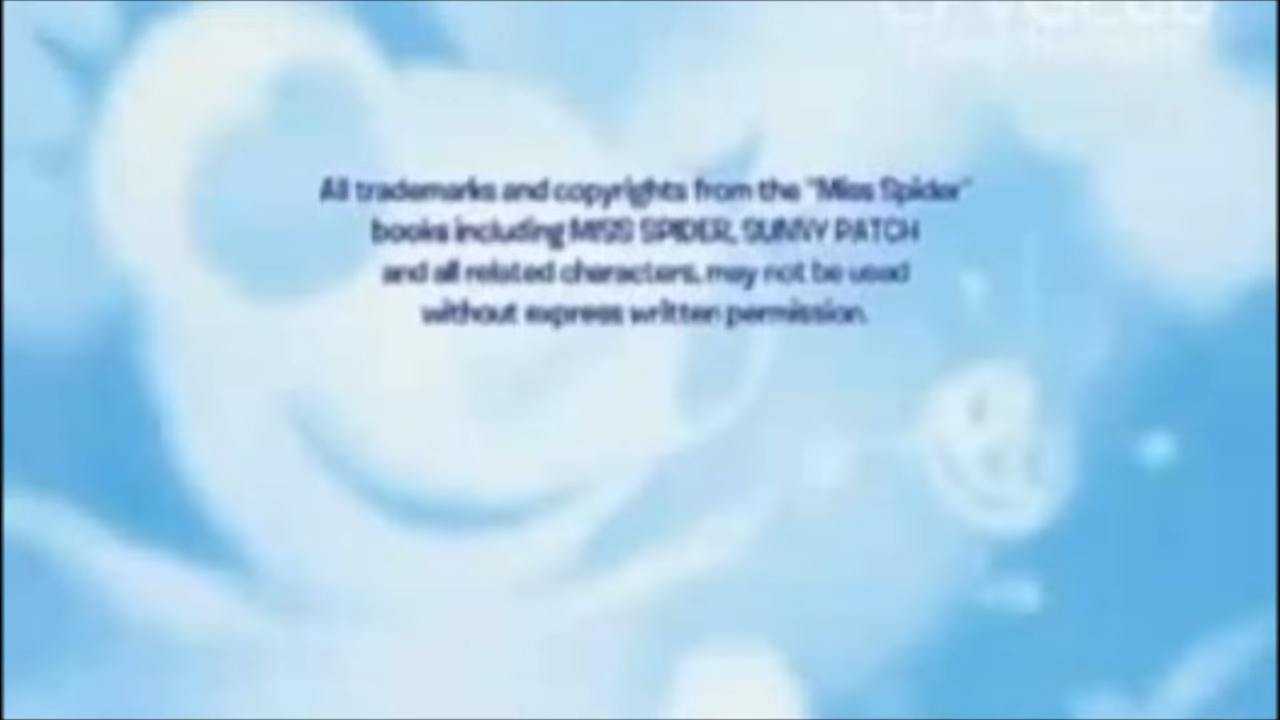 All trademarks and copyrights from the "Miss Spider"
books including MISS SPIDER, SUNNY PATCH
and all related characters, may not be used
without express written permission.